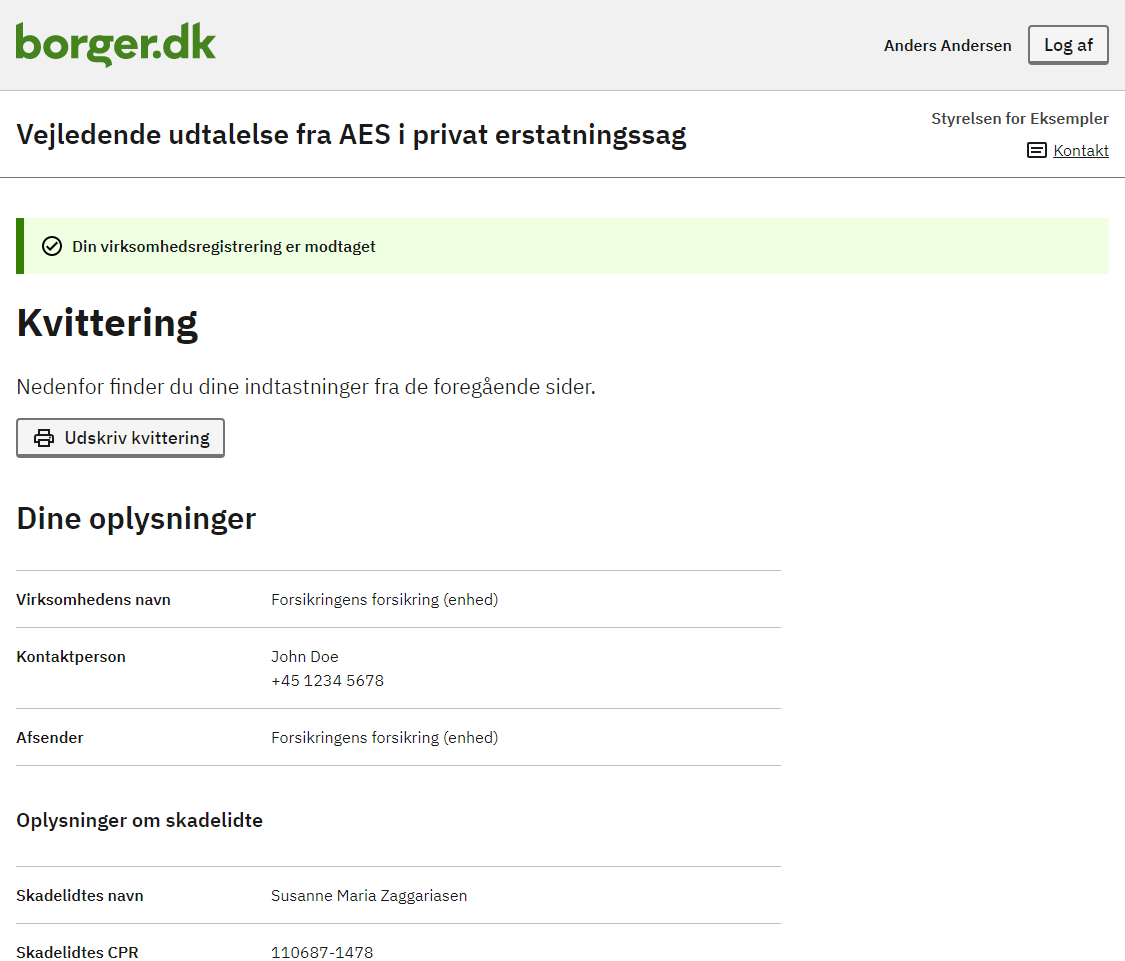 borger.dk
Anders Andersen
Log af
Vejledende udtalelse fra AES i privat erstatningssag
Styrelsen for Eksempler
Kontakt
Din virksomhedsregistrering er modtaget
Kvittering
Nedenfor finder du dine indtastninger fra de foregående sider.
Udskriv kvittering
Dine oplysninger
Virksomhedens navn Forsikringens forsikring (enhed)
Kontaktperson John Doe
+45 1234 5678
Afsender Forsikringens forsikring (enhed)
Oplysninger om skadelidte
Skadelidtes navn Susanne Maria Zaggariasen
Skadelidtes CPR 110687-1478